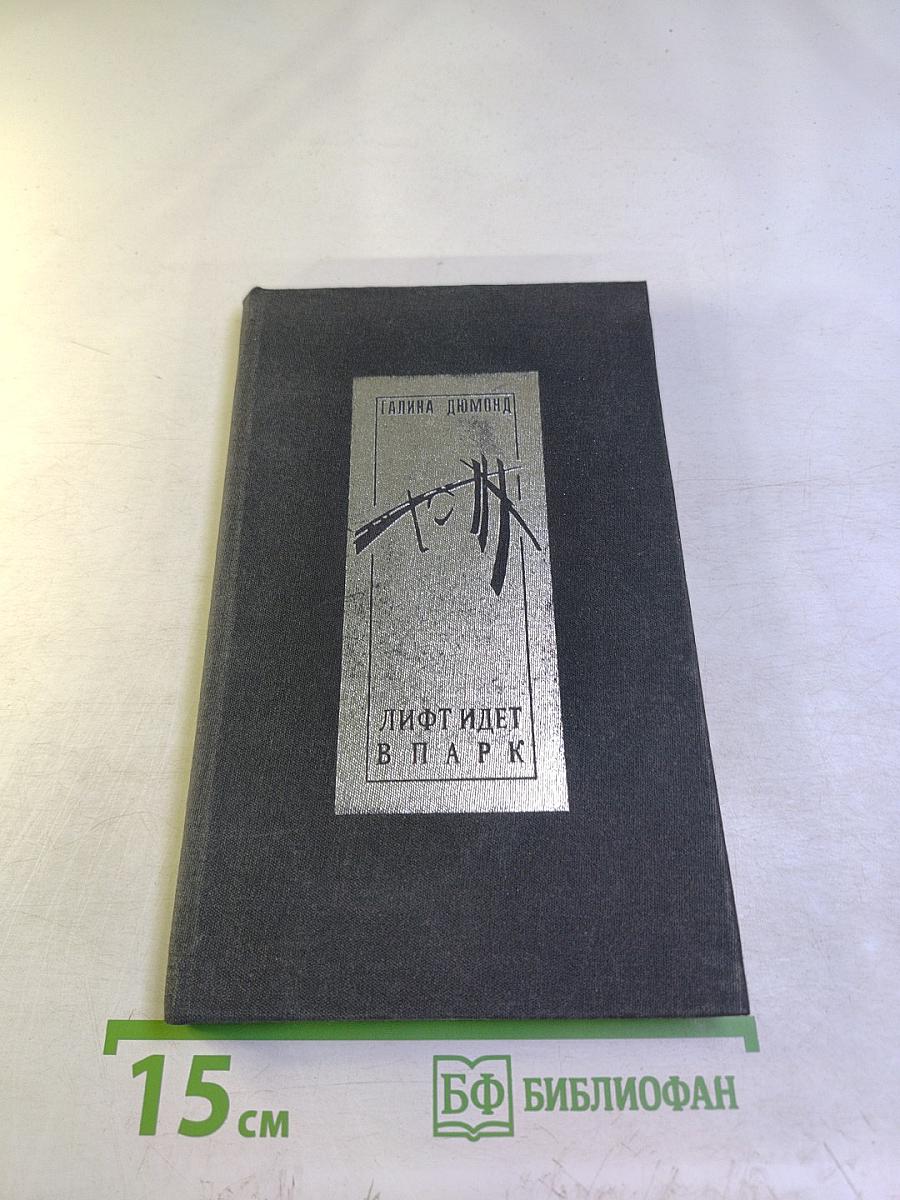 ГАЛИНА ДЮМОНД
ЛИФТ ИДЕТ
В ПАРК
15 см
БФ БИБЛИОФАН